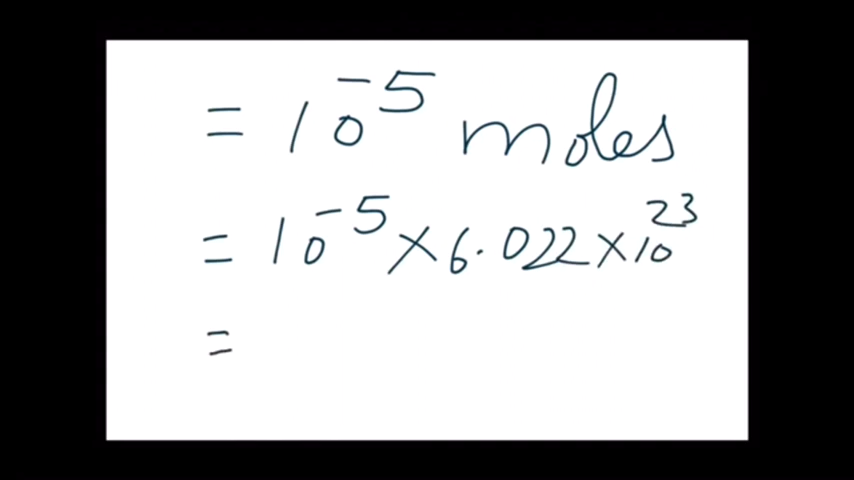 = 10⁻⁵ moles
= 10⁻⁵ × 6.022 × 10²³
=